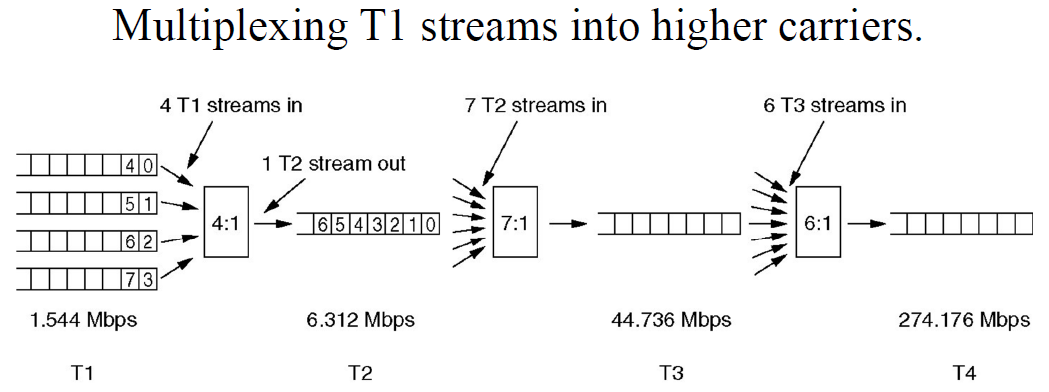 Multiplexing T1 streams into higher carriers.
4 T1 streams in
7 T2 streams in
6 T3 streams in
1 T2 stream out
4 0
5 1
6 2
7 3
4:1
6 5 4 3 2 1 0
7:1
6:1
1.544 Mbps
6.312 Mbps
44.736 Mbps
274.176 Mbps
T1
T2
T3
T4